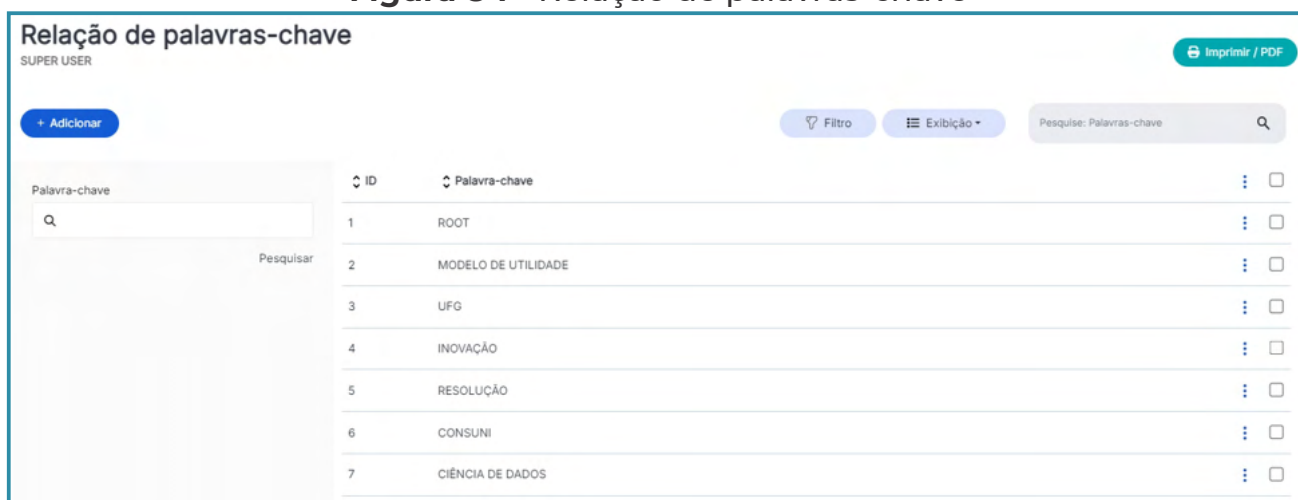 Relação de palavras-chave
SUPER USER
Imprimir / PDF
+ Adicionar
Filtro
Exibição
Pesquise: Palavras-chave
Palavra-chave
Pesquisar
ID Palavra-chave
1 ROOT
2 MODELO DE UTILIDADE
3 UFG
4 INOVAÇÃO
5 RESOLUÇÃO
6 CONSUNI
7 CIÊNCIA DE DADOS